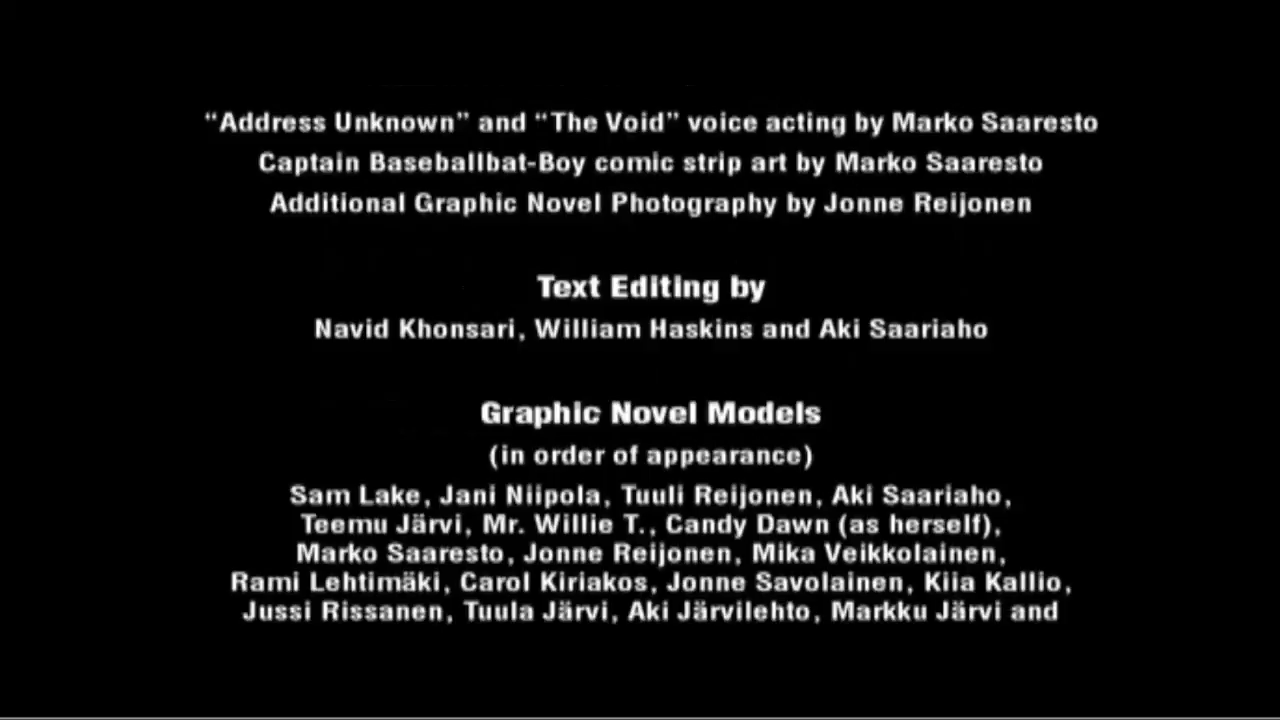 “Address Unknown” and “The Void” voice acting by Marko Saaresto
Captain Baseballbat-Boy comic strip art by Marko Saaresto
Additional Graphic Novel Photography by Jonne Reijonen
Text Editing by
Navid Khonsari, William Haskins and Aki Saariaho
Graphic Novel Models
(in order of appearance)
Sam Lake, Jani Niipola, Tuuli Reijonen, Aki Saariaho,
Teemu Järvi, Mr. Willie T., Candy Dawn (as herself),
Marko Saaresto, Jonne Reijonen, Mika Veikkolainen,
Rami Lehtimäki, Carol Kiriakos, Jonne Savolainen, Kiia Kallio,
Jussi Rissanen, Tuula Järvi, Aki Järvilehto, Markku Järvi and